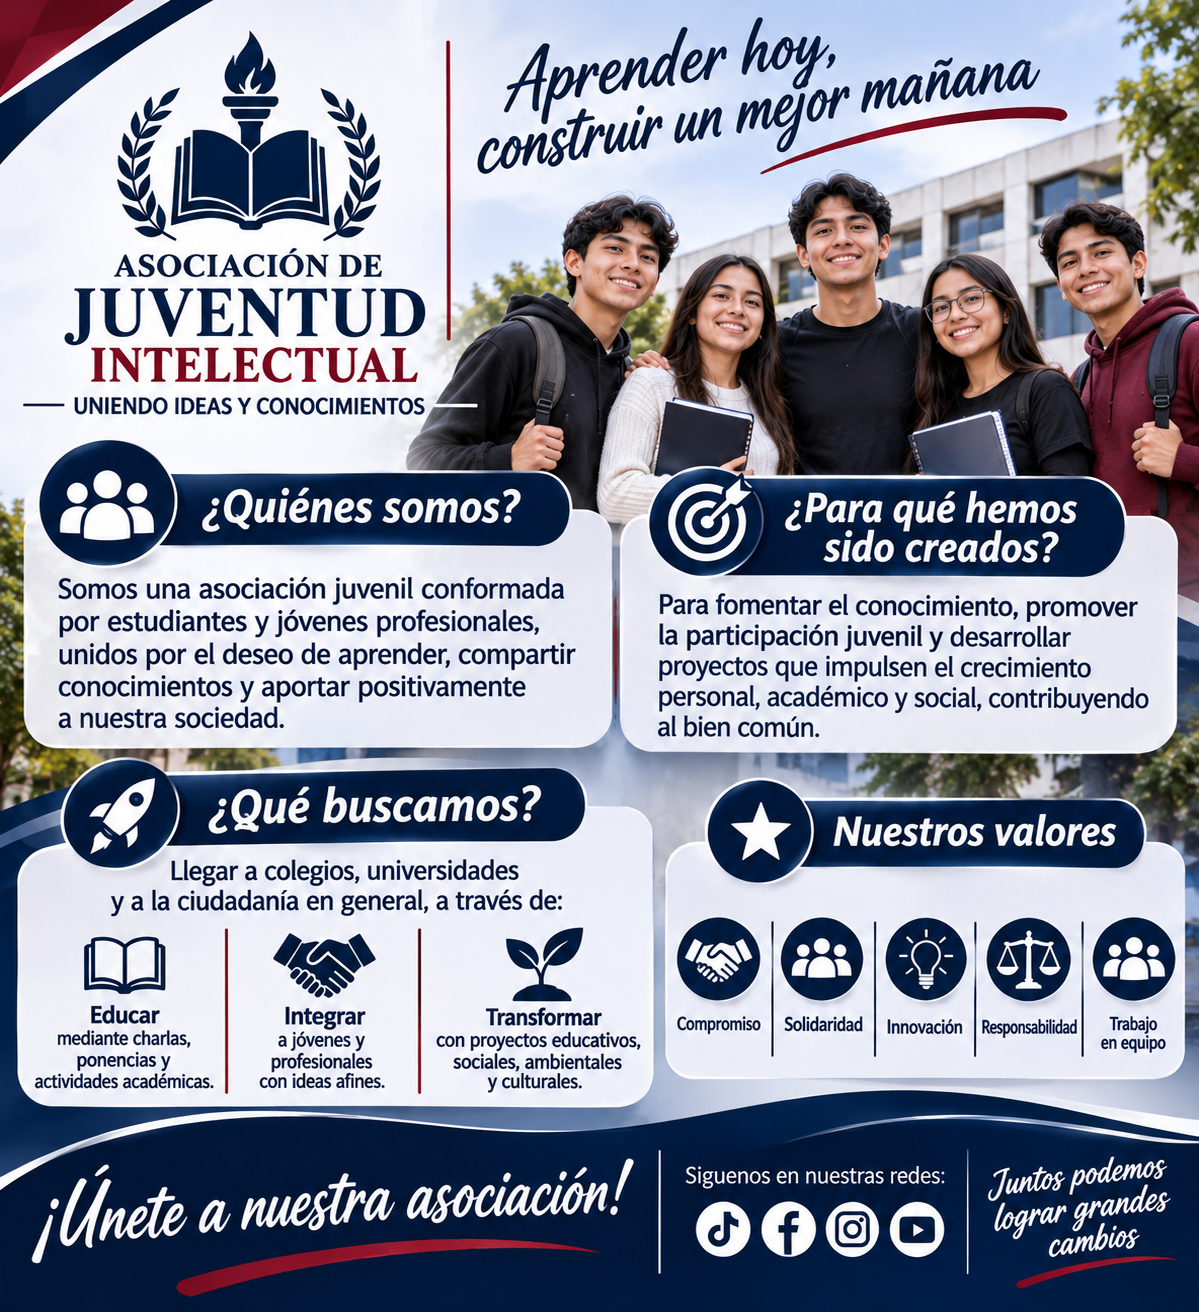 Aprender hoy,
construir un mejor mañana
ASOCIACIÓN DE
JUVENTUD
INTELECTUAL
UNIENDO IDEAS Y CONOCIMIENTOS
¿Quiénes somos?
Somos una asociación juvenil conformada
por estudiantes y jóvenes profesionales,
unidos por el deseo de aprender, compartir
conocimientos y aportar positivamente
a nuestra sociedad.
¿Para qué hemos
sido creados?
Para fomentar el conocimiento, promover
la participación juvenil y desarrollar
proyectos que impulsen el crecimiento
personal, académico y social, contribuyendo
al bien común.
¿Qué buscamos?
Llegar a colegios, universidades
y a la ciudadanía en general, a través de:
Educar
mediante charlas,
ponencias y
actividades académicas.
Integrar
a jóvenes y
profesionales
con ideas afines.
Transformar
con proyectos educativos,
sociales, ambientales
y culturales.
Nuestros valores
Compromiso
Solidaridad
Innovación
Responsabilidad
Trabajo
en equipo
¡Únete a nuestra asociación!
Siguenos en nuestras redes:
Juntos podemos
lograr grandes
cambios